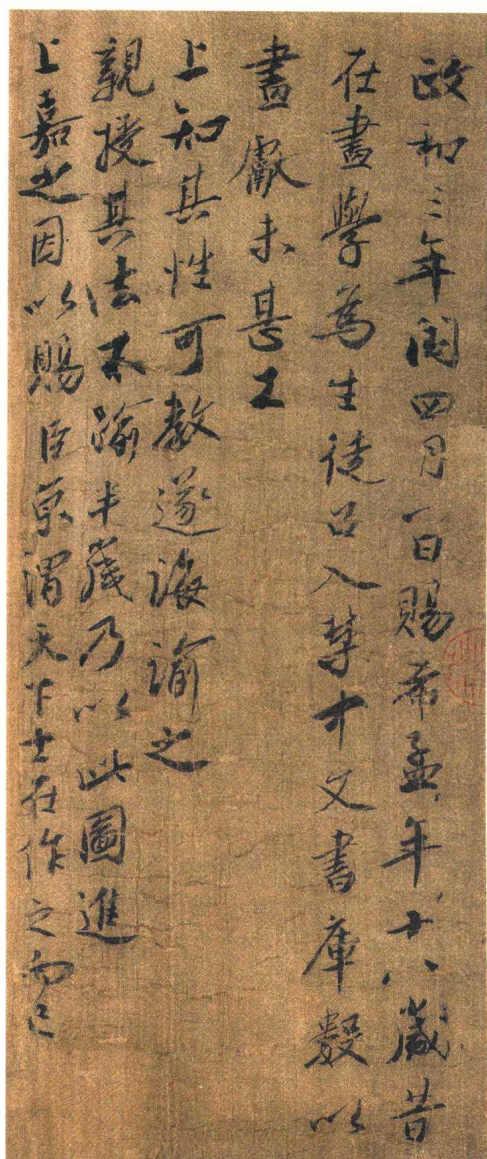 政和三年閏四月一日賜希孟年十八歲昔
在畫學為生徒召入禁中文書庫數以
畫獻未甚工
上知其性可教遂誨諭之
親授其法不踰半歲乃以此圖進
上嘉之因以賜臣京謂天下士在作之而已